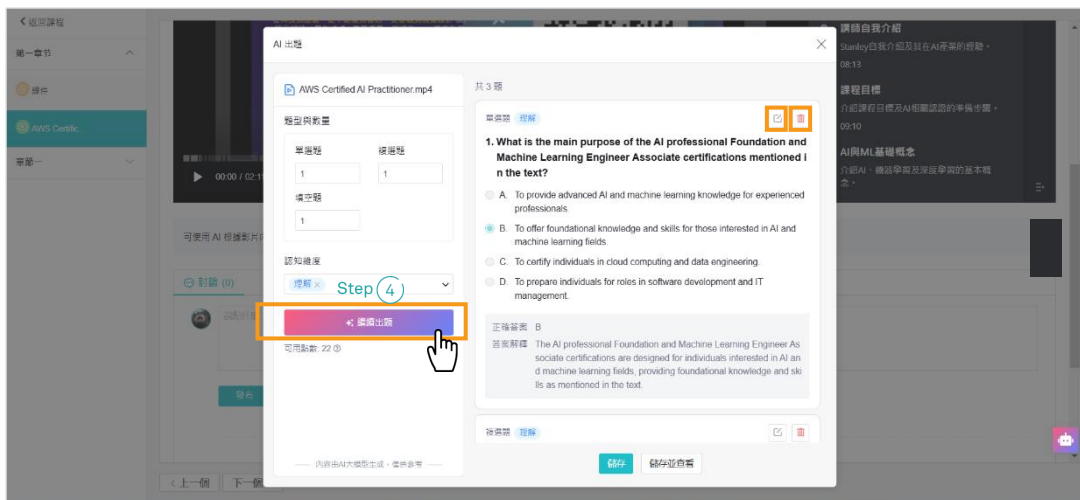 返回課程
第一章节
課件
AWS Certific...
章節一
00:00 / 02:1
可使用 AI 根據影片
討論 (0)
發布
上一個
下一個
講師自我介紹
Stanley自我介紹及其在AI產業的經驗。
08:13
課程目標
介紹課程目標及AI相關認證的準備步驟。
09:10
AI與ML基礎概念
介紹AI、機器學習及深度學習的基本概
念。
AI 出題
AWS Certified AI Practitioner.mp4
題型與數量
單選題
複選題
1
1
填空題
1
認知維度
理解 ×
Step 4
繼續出題
可用點數: 22
內容由AI大模型生成，僅供參考
共 3 題
單選題 理解
1. What is the main purpose of the AI professional Foundation and
Machine Learning Engineer Associate certifications mentioned i
n the text?
A. To provide advanced AI and machine learning knowledge for experienced
professionals.
B. To offer foundational knowledge and skills for those interested in AI and
machine learning fields.
C. To certify individuals in cloud computing and data engineering.
D. To prepare individuals for roles in software development and IT
management.
正確答案 B
答案解釋 The AI professional Foundation and Machine Learning Engineer As
sociate certifications are designed for individuals interested in AI an
d machine learning fields, providing foundational knowledge and ski
lls as mentioned in the text.
複選題 理解
儲存
儲存並查看